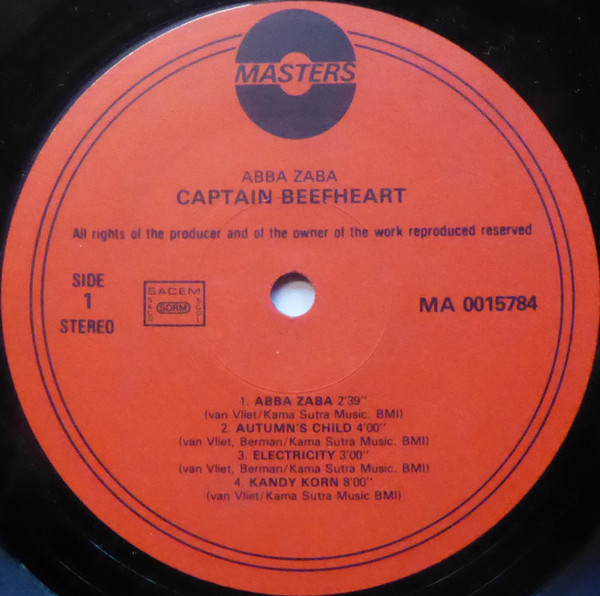 MASTERS
ABBA ZABA
CAPTAIN BEEFHEART
All rights of the producer and of the owner of the work reproduced reserved
SIDE
1
STEREO
SACEM
SACD
SDRM
SGDL
MA 0015784
1. ABBA ZABA 2'39''
(van Vliet/Kama Sutra Music. BMI)
2. AUTUMN'S CHILD 4'00''
(van Vliet, Berman/Kama Sutra Music. BMI)
3. ELECTRICITY 3'00''
(van Vliet, Berman/Kama Sutra Music. BMI)
4. KANDY KORN 8'00''
(van Vliet/Kama Sutra Music BMI)